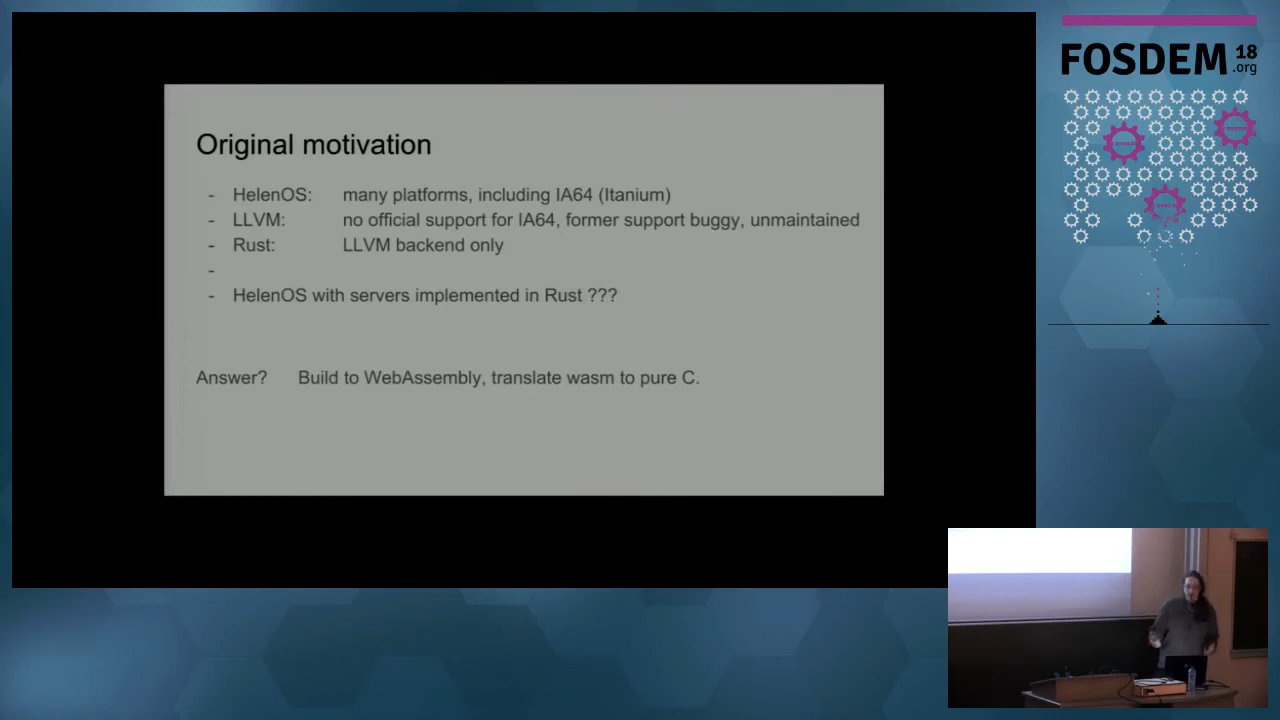 Original motivation
- HelenOS: many platforms, including IA64 (Itanium)
- LLVM: no official support for IA64, former support buggy, unmaintained
- Rust: LLVM backend only
-
- HelenOS with servers implemented in Rust ???
Answer? Build to WebAssembly, translate wasm to pure C.
FOSDEM 18
.org